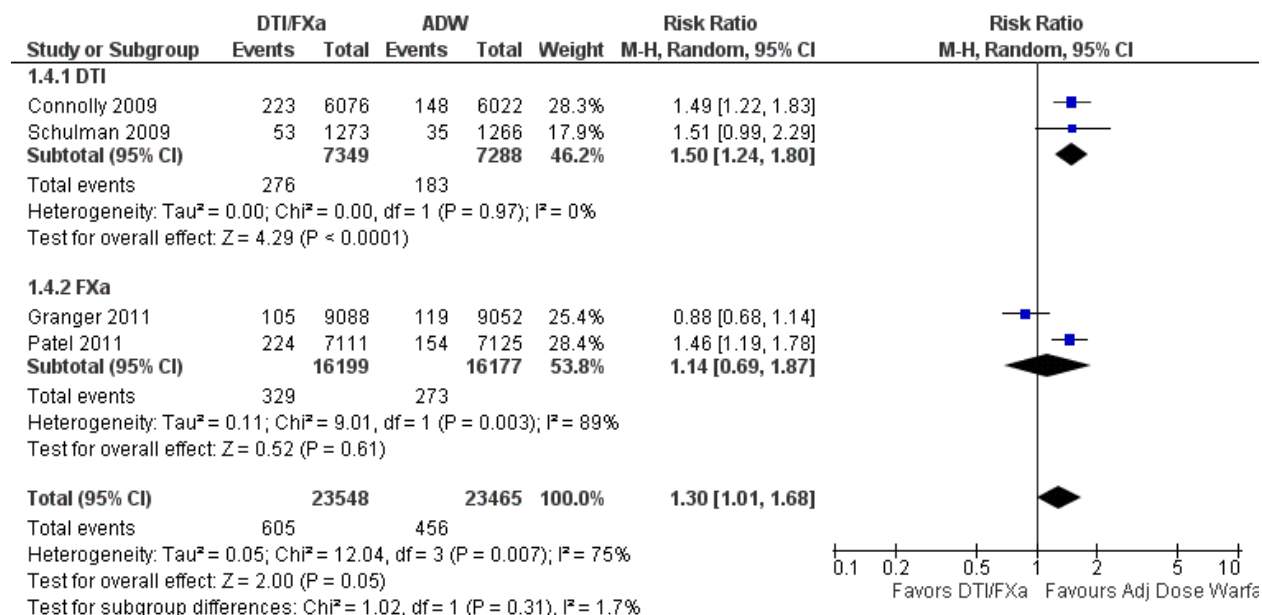 DTI/FXa ADW Risk Ratio Risk Ratio
Study or Subgroup Events Total Events Total Weight M-H, Random, 95% CI M-H, Random, 95% CI
1.4.1 DTI
Connolly 2009 223 6076 148 6022 28.3% 1.49 [1.22, 1.83]
Schulman 2009 53 1273 35 1266 17.9% 1.51 [0.99, 2.29]
Subtotal (95% CI) 7349 7288 46.2% 1.50 [1.24, 1.80]
Total events 276 183
Heterogeneity: Tau² = 0.00; Chi² = 0.00, df = 1 (P = 0.97); I² = 0%
Test for overall effect: Z = 4.29 (P < 0.0001)
1.4.2 FXa
Granger 2011 105 9088 119 9052 25.4% 0.88 [0.68, 1.14]
Patel 2011 224 7111 154 7125 28.4% 1.46 [1.19, 1.78]
Subtotal (95% CI) 16199 16177 53.8% 1.14 [0.69, 1.87]
Total events 329 273
Heterogeneity: Tau² = 0.11; Chi² = 9.01, df = 1 (P = 0.003); I² = 89%
Test for overall effect: Z = 0.52 (P = 0.61)
Total (95% CI) 23548 23465 100.0% 1.30 [1.01, 1.68]
Total events 605 456
Heterogeneity: Tau² = 0.05; Chi² = 12.04, df = 3 (P = 0.007); I² = 75%
Test for overall effect: Z = 2.00 (P = 0.05)
Test for subgroup differences: Chi² = 1.02, df = 1 (P = 0.31), I² = 1.7%
0.1 0.2 0.5 1 2 5 10
Favors DTI/FXa Favours Adj Dose Warfa